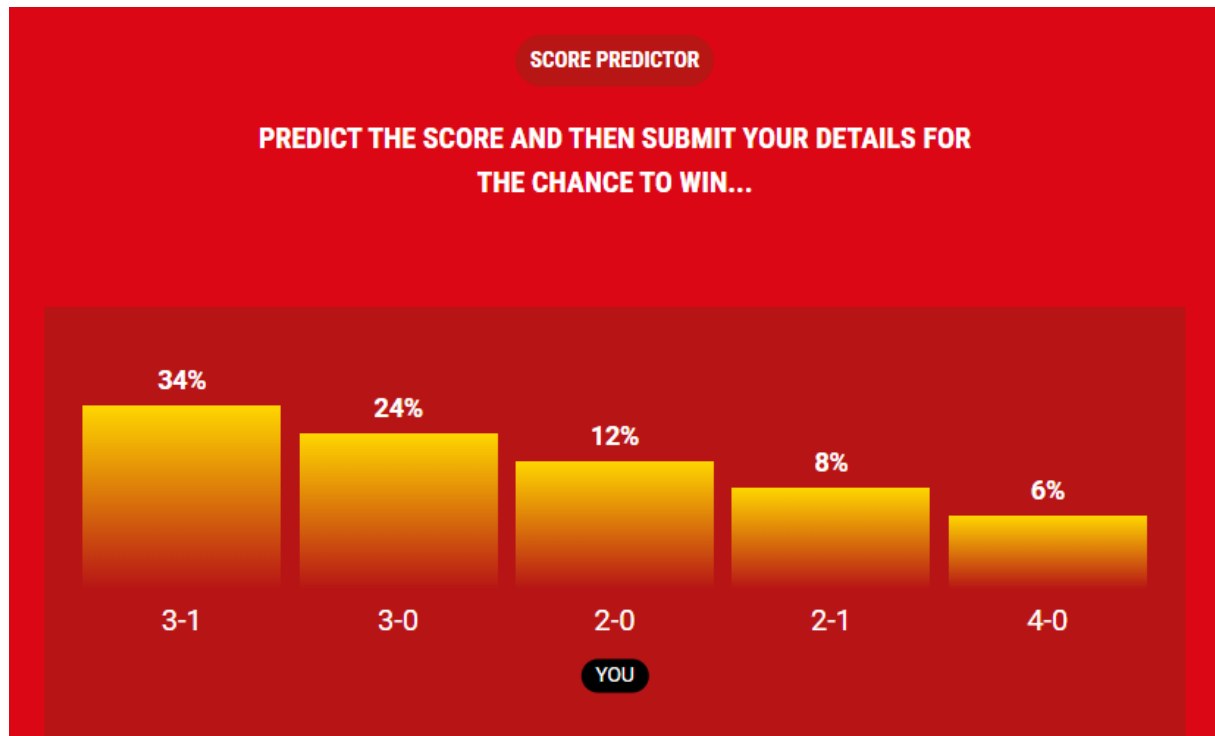 SCORE PREDICTOR
PREDICT THE SCORE AND THEN SUBMIT YOUR DETAILS FOR
THE CHANCE TO WIN...
34%
24%
12%
8%
6%
3-1
3-0
2-0
2-1
4-0
YOU